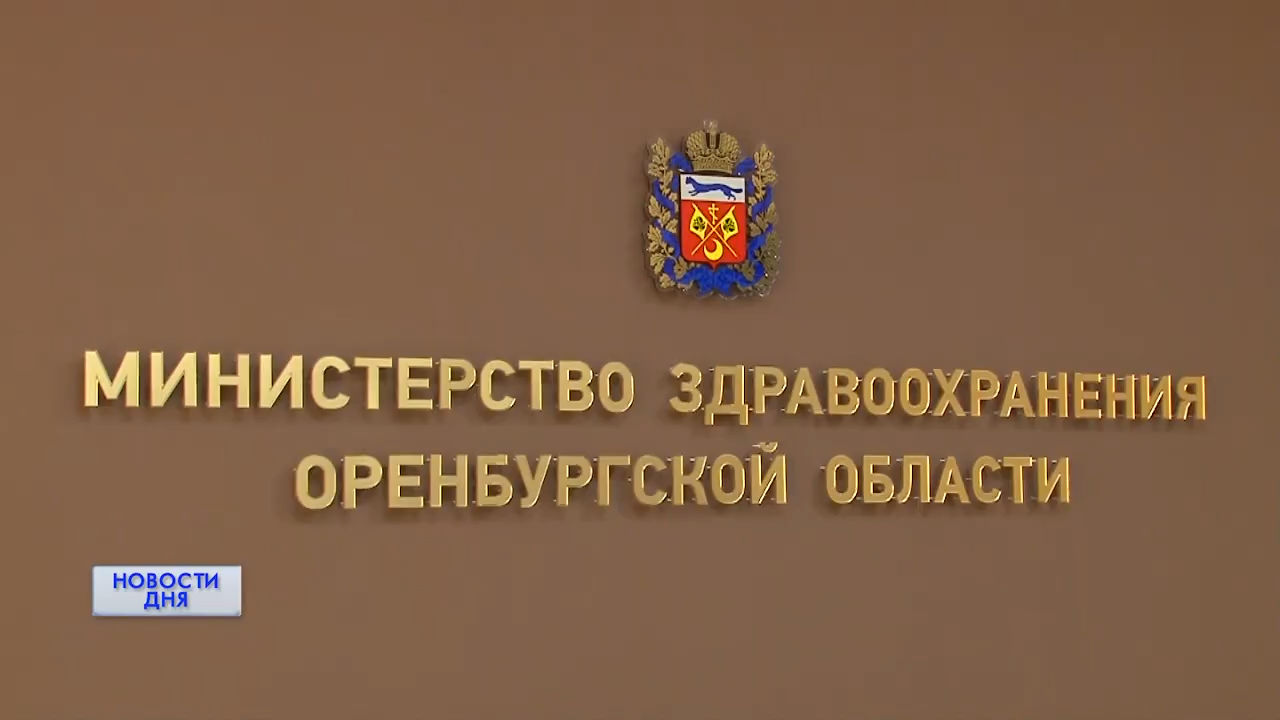 МИНИСТЕРСТВО ЗДРАВООХРАНЕНИЯ
ОРЕНБУРГСКОЙ ОБЛАСТИ
НОВОСТИ
ДНЯ